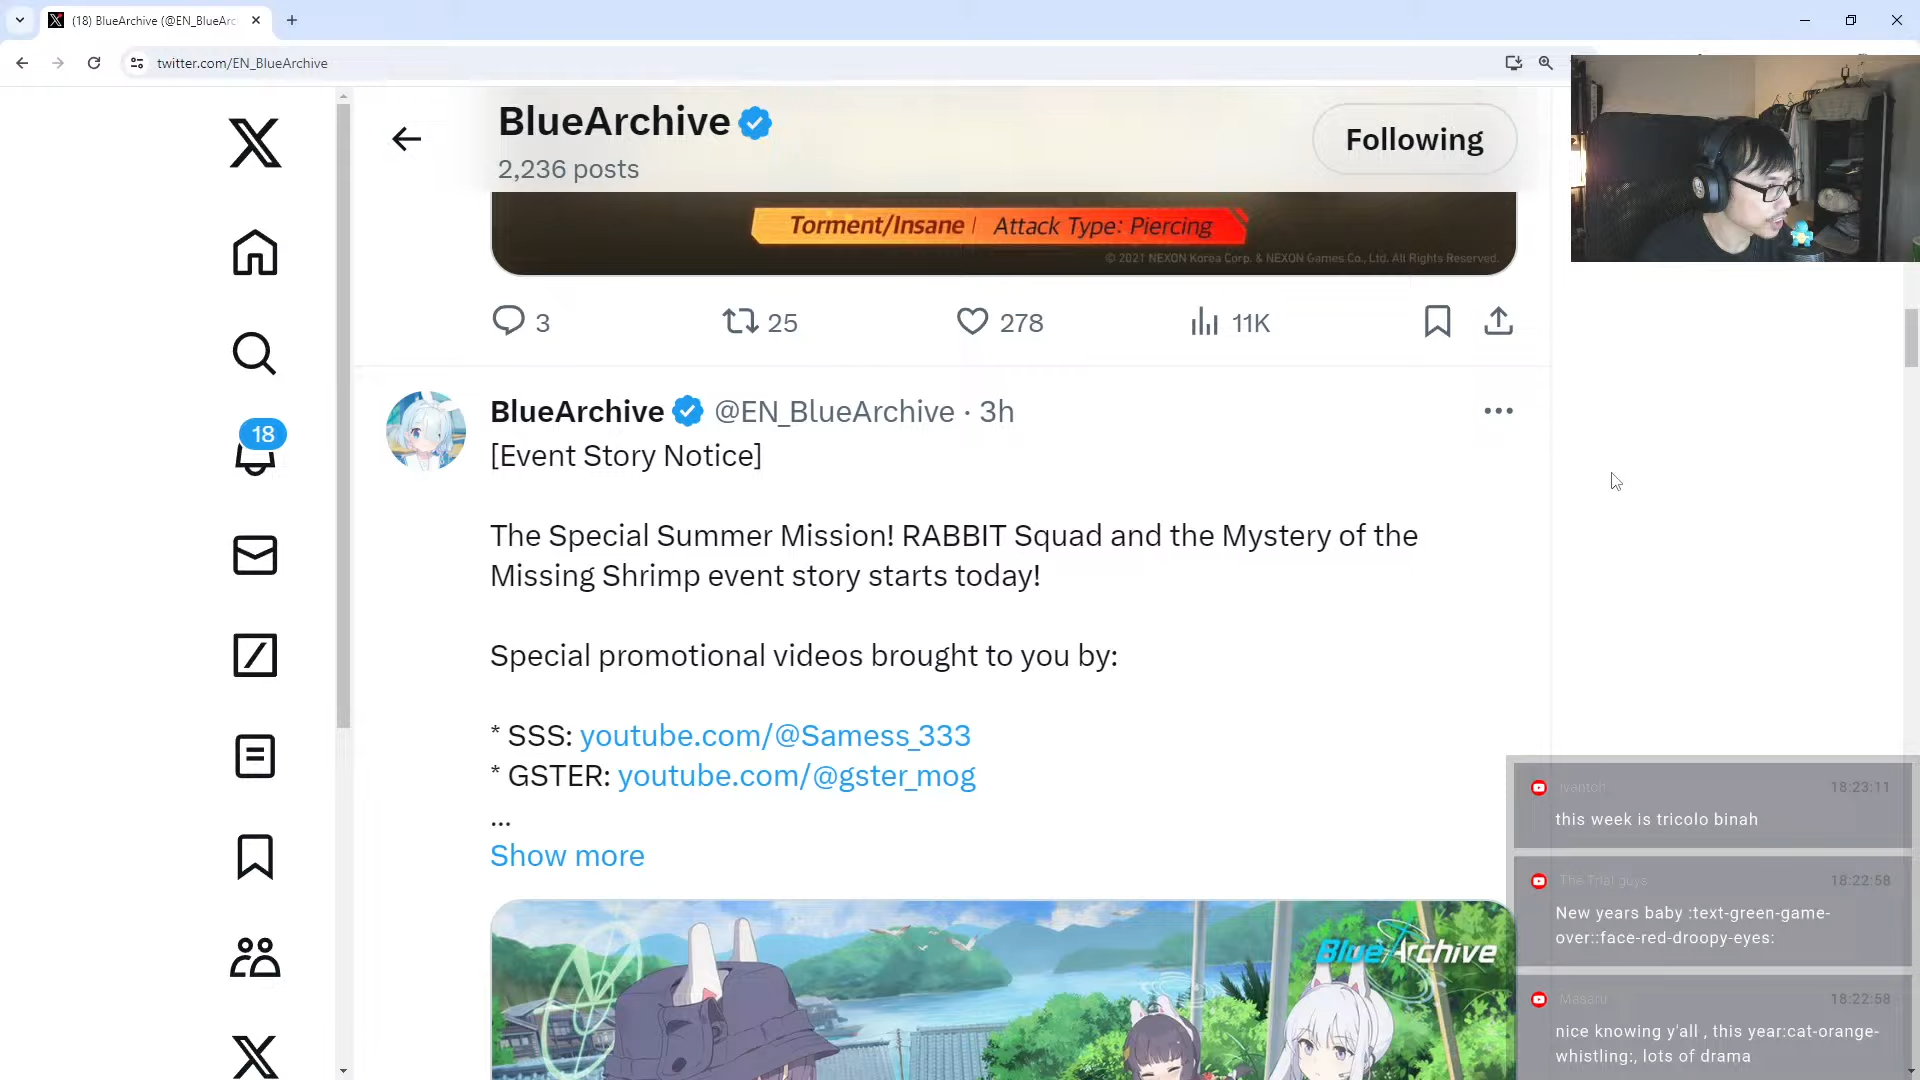 (18) BlueArchive (@EN_BlueArc
twitter.com/EN_BlueArchive
BlueArchive
2,236 posts
Following
Torment/Insane | Attack Type: Piercing
© 2021 NEXON Korea Corp. & NEXON Games Co., Ltd. All Rights Reserved.
3
25
278
11K
18
BlueArchive @EN_BlueArchive · 3h
[Event Story Notice]
The Special Summer Mission! RABBIT Squad and the Mystery of the
Missing Shrimp event story starts today!
Special promotional videos brought to you by:
* SSS: youtube.com/@Samess_333
* GSTER: youtube.com/@gster_mog
...
Show more
Blue Archive
ivantoh 18:23:11
this week is tricolo binah
The Trial guys 18:22:58
New years baby :text-green-game-
over::face-red-droopy-eyes:
Masaru 18:22:58
nice knowing y'all , this year:cat-orange-
whistling:, lots of drama